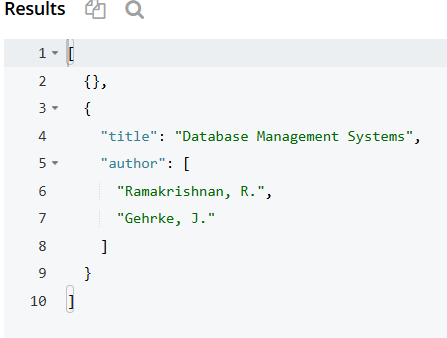 Results
1 [
2 {},
3 {
4 "title": "Database Management Systems",
5 "author": [
6 "Ramakrishnan, R.",
7 "Gehrke, J."
8 ]
9 }
10 ]